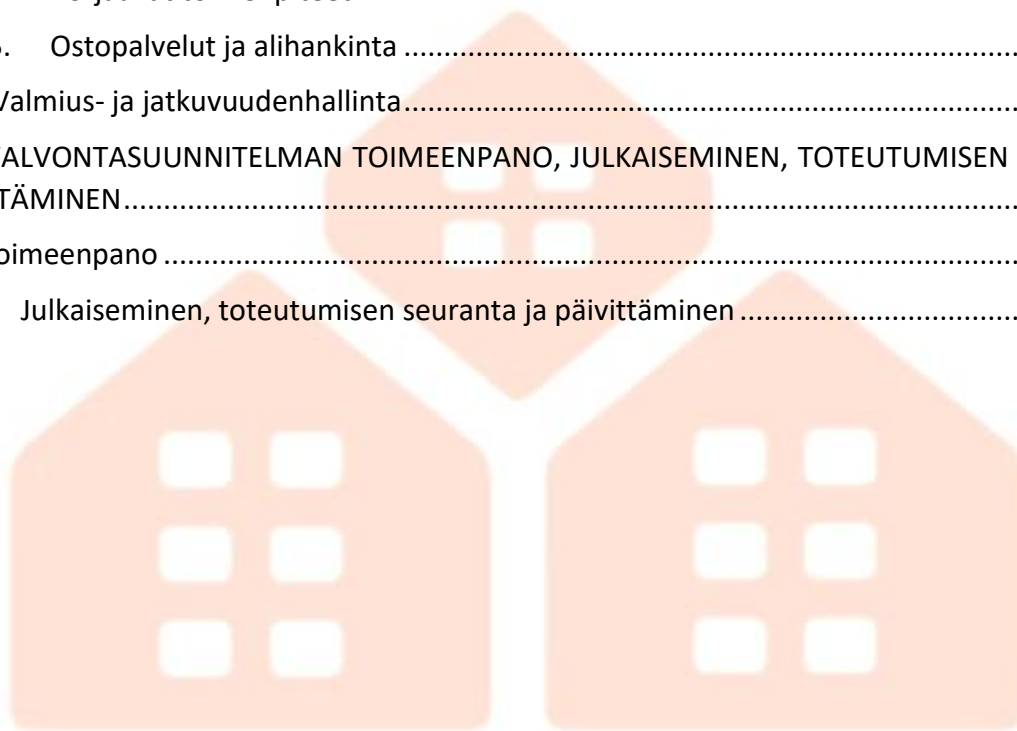 . Ostopalvelut ja alihankinta ........................................................................
Valmius- ja jatkuvuudenhallinta ........................................................................
ALVONTASUUNNITELMAN TOIMEENPANO, JULKAISEMINEN, TOTEUTUMISEN
TÄMINEN ........................................................................
oimeenpano ........................................................................
Julkaiseminen, toteutumisen seuranta ja päivittäminen ...................................